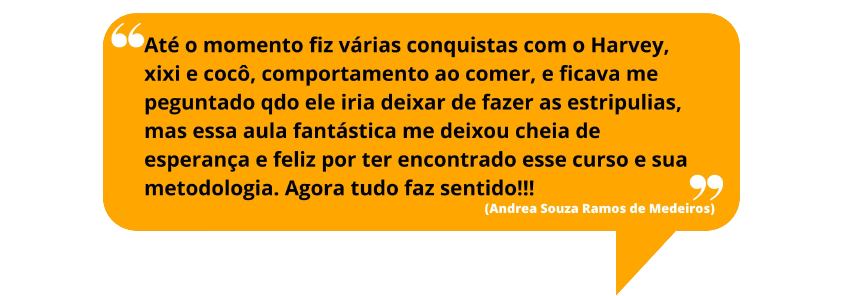 “Até o momento fiz várias conquistas com o Harvey,
xixi e cocô, comportamento ao comer, e ficava me
peguntado qdo ele iria deixar de fazer as estripulias,
mas essa aula fantástica me deixou cheia de
esperança e feliz por ter encontrado esse curso e sua
metodologia. Agora tudo faz sentido!!!”
(Andrea Souza Ramos de Medeiros)